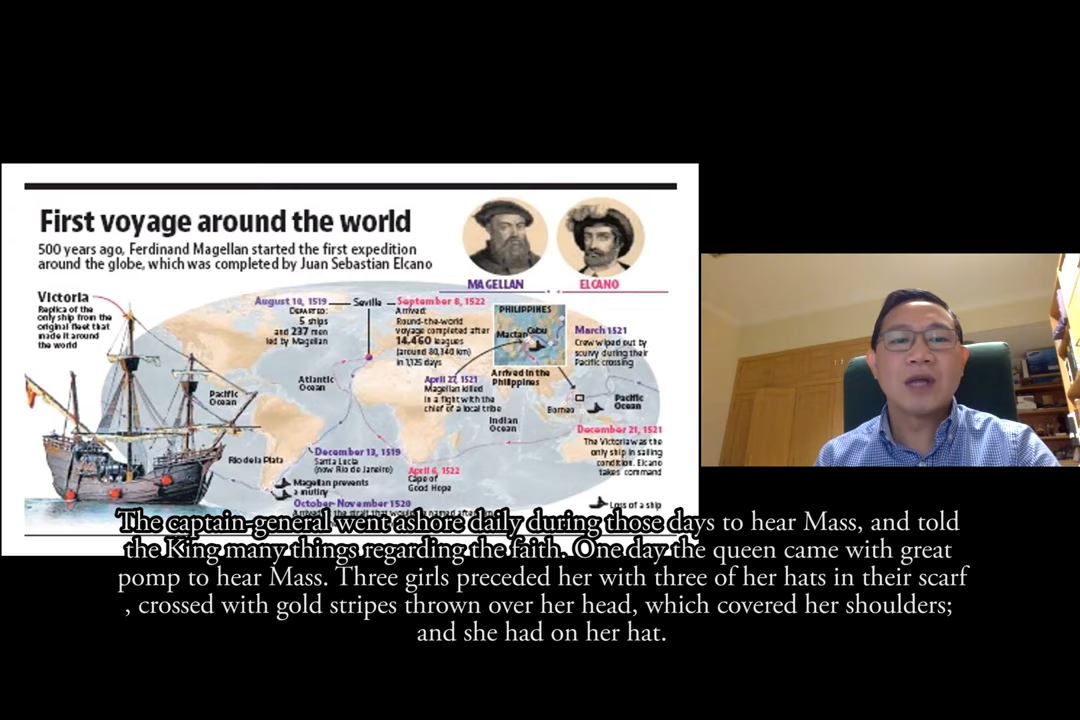 First voyage around the world
500 years ago, Ferdinand Magellan started the first expedition
around the globe, which was completed by Juan Sebastian Elcano
MAGELLAN
ELCANO
Victoria
Replica of the
only ship from the
original fleet that
made it around
the world
August 10, 1519
DEPARTED:
5 ships
and 237 men
led by Magellan
Seville
September 8, 1522
Arrived:
Round-the-world
voyage completed after
14,460 leagues
(around 80,340 km)
in 1,125 days
PHILIPPINES
Mactan
Cebu
March 1521
Crew wiped out by
scurvy during their
Pacific crossing
Arrived in the
Philippines
April 27, 1521
Magellan killed
in a fight with the
chief of a local tribe
Atlantic
Ocean
Pacific
Ocean
Indian
Ocean
Borneo
Pacific
Ocean
December 21, 1521
The Victoria was the
only ship in sailing
condition. Elcano
takes command
Rio de la Plata
December 13, 1519
Santa Lucia
(now Rio de Janeiro)
April 6, 1522
Cape of
Good Hope
Magellan prevents
a mutiny
October-November 1520
Loss of a ship
The captain-general went ashore daily during those days to hear Mass, and told
the King many things regarding the faith. One day the queen came with great
pomp to hear Mass. Three girls preceded her with three of her hats in their scarf
, crossed with gold stripes thrown over her head, which covered her shoulders;
and she had on her hat.